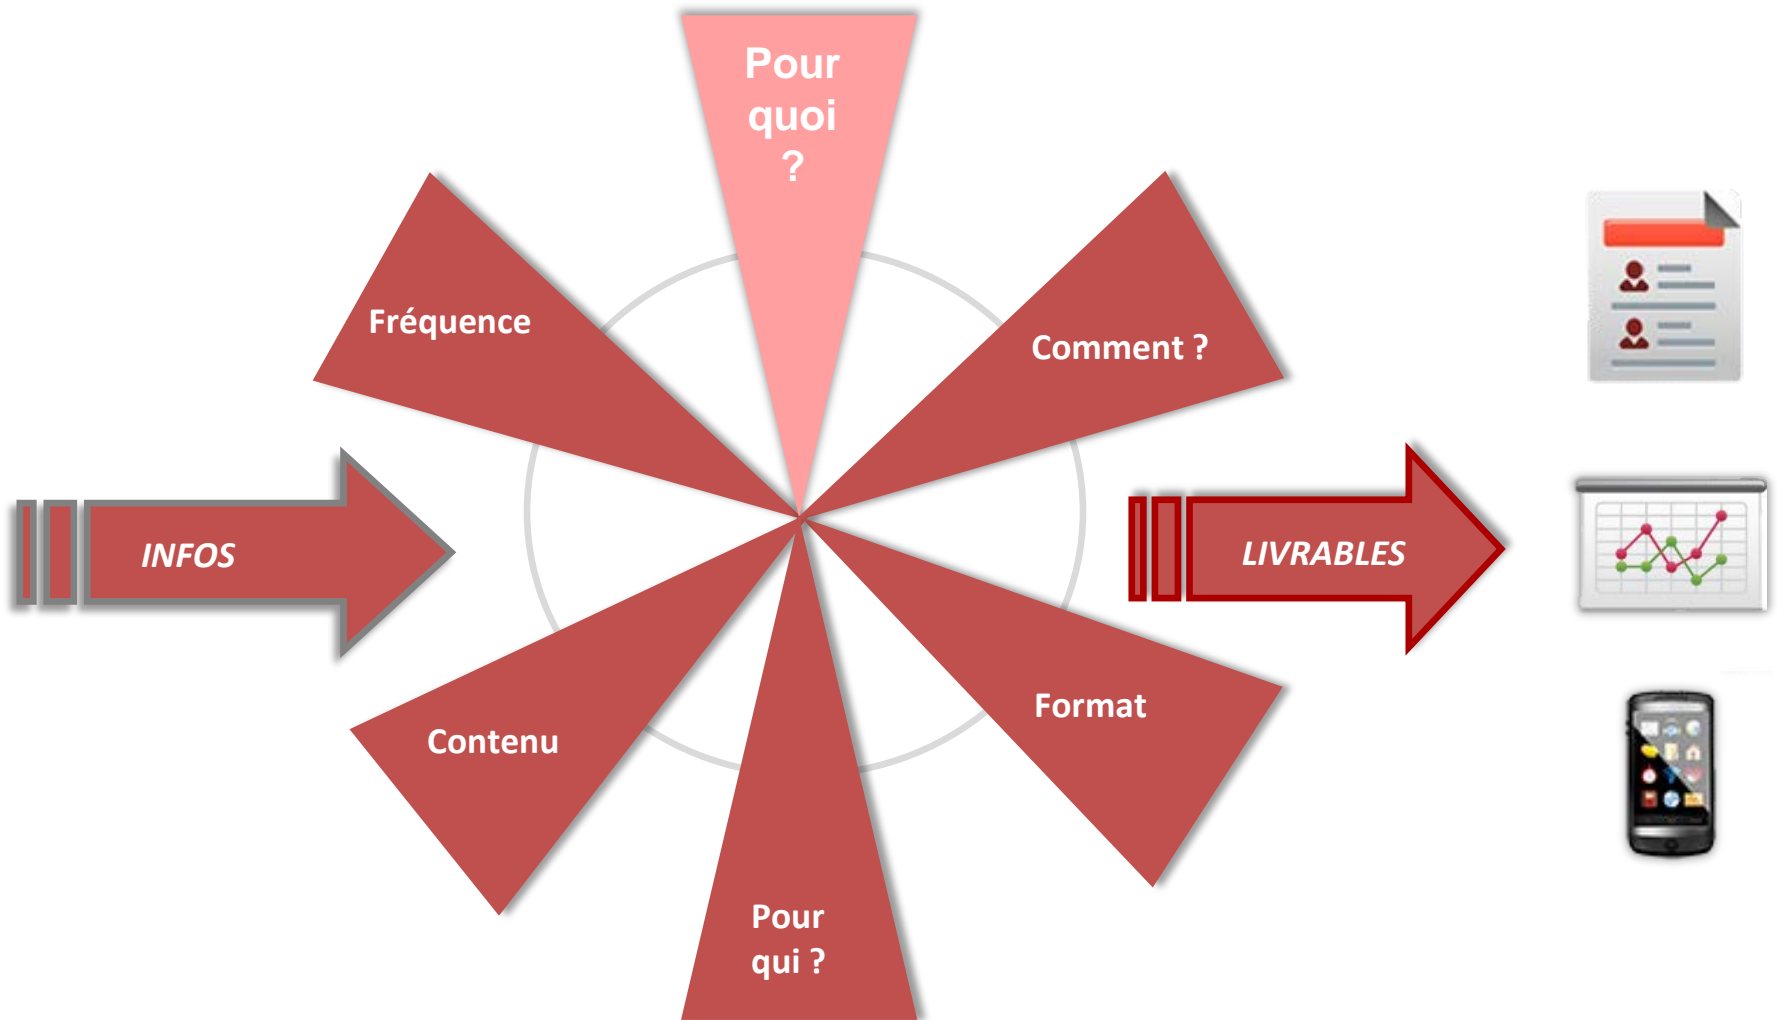 Pour
quoi
?
Fréquence
Comment ?
INFOS
LIVRABLES
Format
Contenu
Pour
qui ?